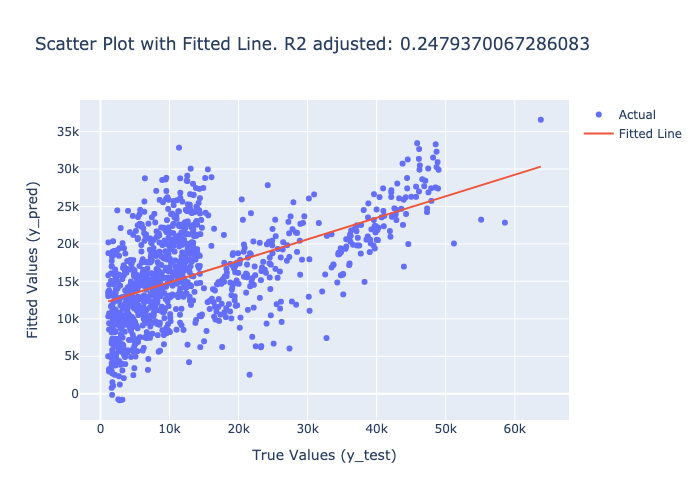 Scatter Plot with Fitted Line. R2 adjusted: 0.2479370067286083
Actual
Fitted Line
35k
30k
25k
20k
15k
10k
5k
0
Fitted Values (y_pred)
0
10k
20k
30k
40k
50k
60k
True Values (y_test)